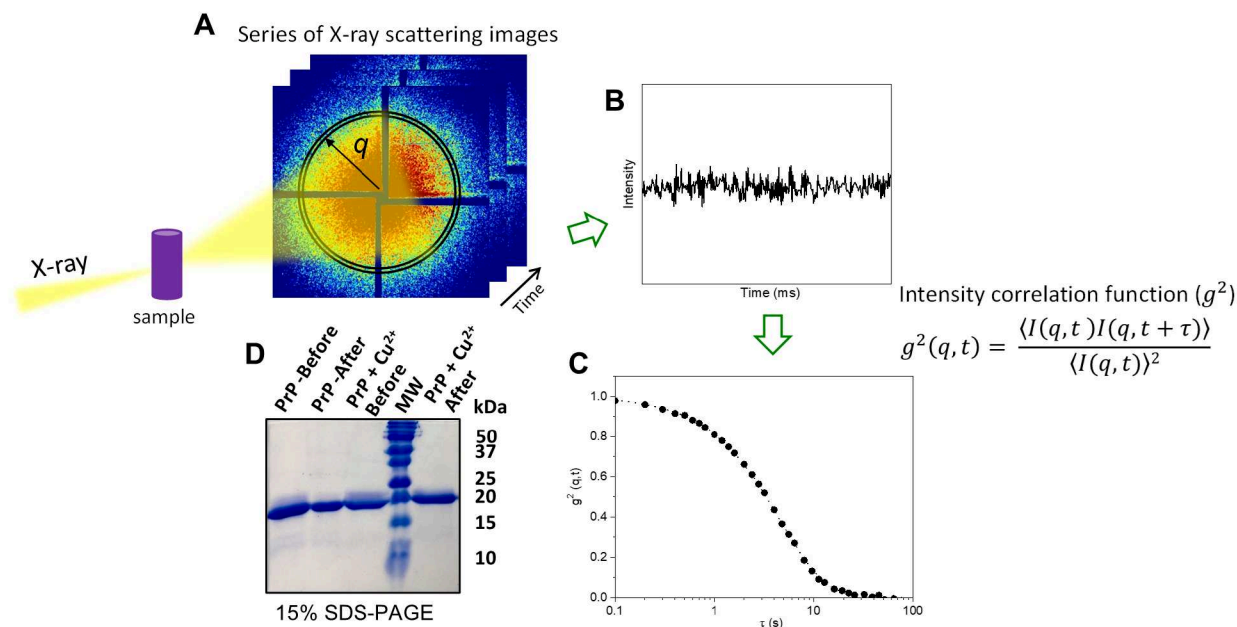 A
Series of X-ray scattering images
q
Time
X-ray
sample
B
Intensity
Time (ms)
Intensity correlation function (g²)
g²(q,t) = ⟨I(q,t)I(q,t+τ)⟩ / ⟨I(q,t)⟩²
C
g² (q,t)
1.0
0.8
0.6
0.4
0.2
0.0
0.1
1
10
100
τ (s)
D
PrP-Before
PrP-After
PrP + Cu²⁺
Before
MW
PrP + Cu²⁺
After
kDa
50
37
25
20
15
10
15% SDS-PAGE